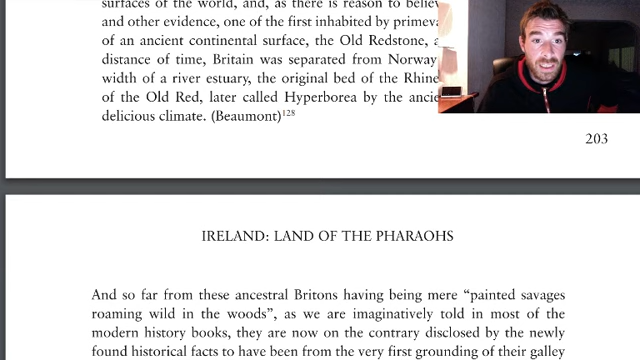 surfaces of the world, and, as there is reason to
and other evidence, one of the first inhabited by
of an ancient continental surface, the Old Redstone,
distance of time, Britain was separated from Norway
width of a river estuary, the original bed of the Rhine
of the Old Red, later called Hyperborea by the
delicious climate. (Beaumont)¹²⁸
203
IRELAND: LAND OF THE PHARAOHS
And so far from these ancestral Britons having being mere “painted savages
roaming wild in the woods”, as we are imaginatively told in most of the
modern history books, they are now on the contrary disclosed by the newly
found historical facts to have been from the very first grounding of their galley